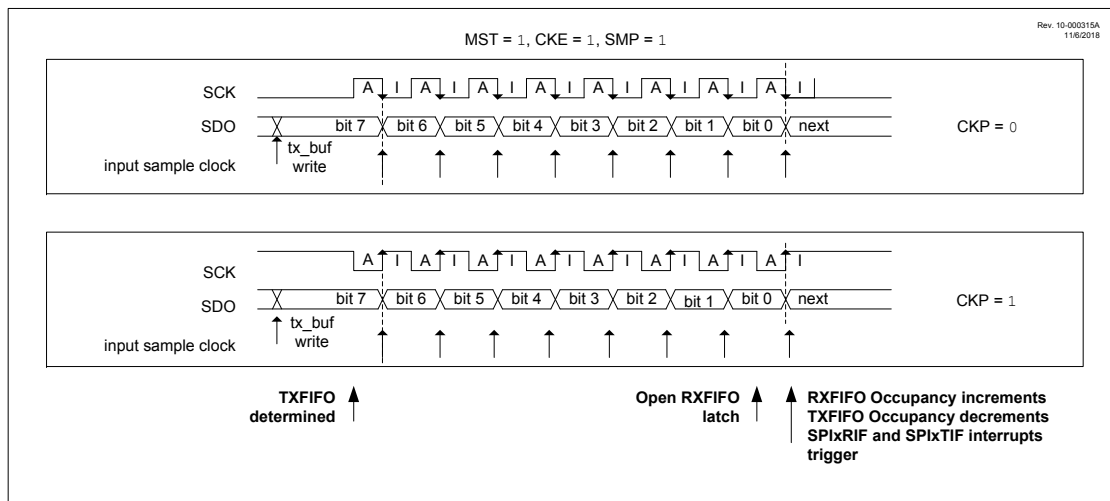 Rev. 10-000315A
11/6/2018
MST = 1, CKE = 1, SMP = 1
SCK A I A I A I A I A I A I A I A I
SDO bit 7 bit 6 bit 5 bit 4 bit 3 bit 2 bit 1 bit 0 next
CKP = 0
tx_buf
write
input sample clock
SCK A I A I A I A I A I A I A I A I
SDO bit 7 bit 6 bit 5 bit 4 bit 3 bit 2 bit 1 bit 0 next
CKP = 1
tx_buf
write
input sample clock
TXFIFO
determined
Open RXFIFO
latch
RXFIFO Occupancy increments
TXFIFO Occupancy decrements
SPIxRIF and SPIxTIF interrupts
trigger